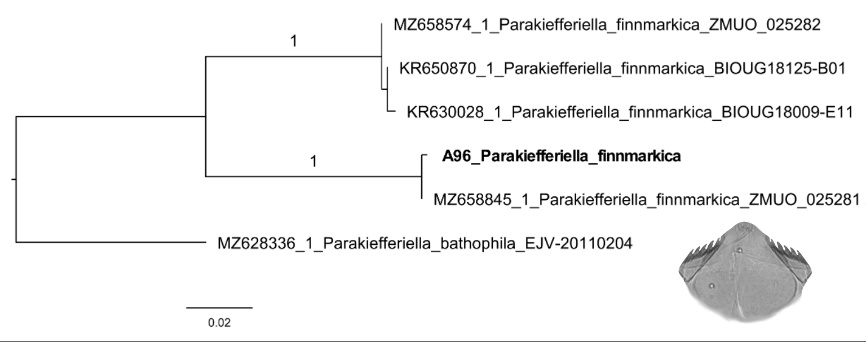 1
MZ658574_1_Parakiefferiella_finnmarkica_ZMUO_025282
KR650870_1_Parakiefferiella_finnmarkica_BIOUG18125-B01
KR630028_1_Parakiefferiella_finnmarkica_BIOUG18009-E11
1
A96_Parakiefferiella_finnmarkica
MZ658845_1_Parakiefferiella_finnmarkica_ZMUO_025281
MZ628336_1_Parakiefferiella_bathophila_EJV-20110204
0.02